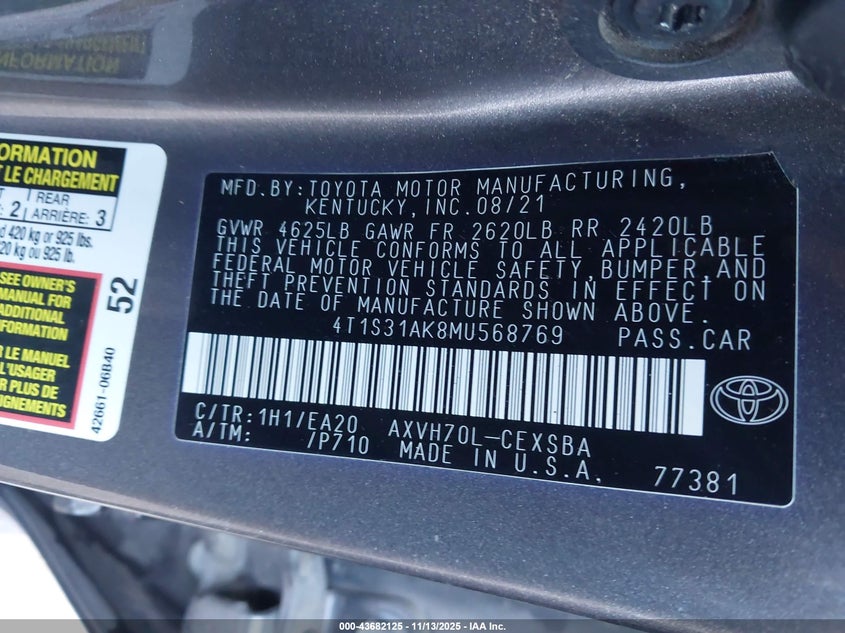 INFORMATION
ORMATION
LE CHARGEMENT
2
REAR
ARRIÈRE: 3
420 kg or 925 lbs.
420 kg ou 925 lb.
SEE OWNER'S
MANUAL FOR
ADDITIONAL
INFORMATION
LE MANUEL
L'USAGER
PLUS DE
52
42661-06B40
MFD.BY:TOYOTA MOTOR MANUFACTURING,
KENTUCKY,INC.08/21
GVWR 4625LB GAWR FR 2620LB RR 2420LB
THIS VEHICLE CONFORMS TO ALL APPLICABLE
FEDERAL MOTOR VEHICLE SAFETY,BUMPER,AND
THEFT PREVENTION STANDARDS IN EFFECT ON
THE DATE OF MANUFACTURE SHOWN ABOVE.
4T1S31AK8MU568769 PASS.CAR
C/TR:1H1/EA20 AXVH70L-CEXSBA
A/TM: /P710 MADE IN U.S.A.
77381
000-43682125 - 11/13/2025 - IAA Inc.